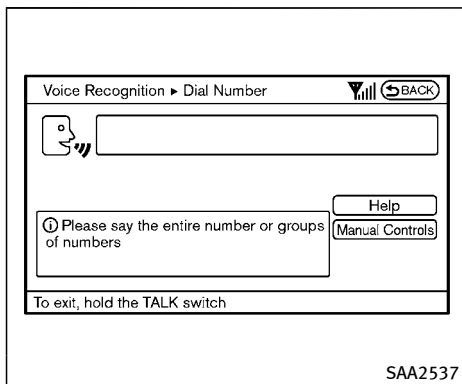 Voice Recognition ▸ Dial Number
BACK
Help
ⓘ Please say the entire number or groups
Manual Controls
of numbers
To exit, hold the TALK switch
SAA2537